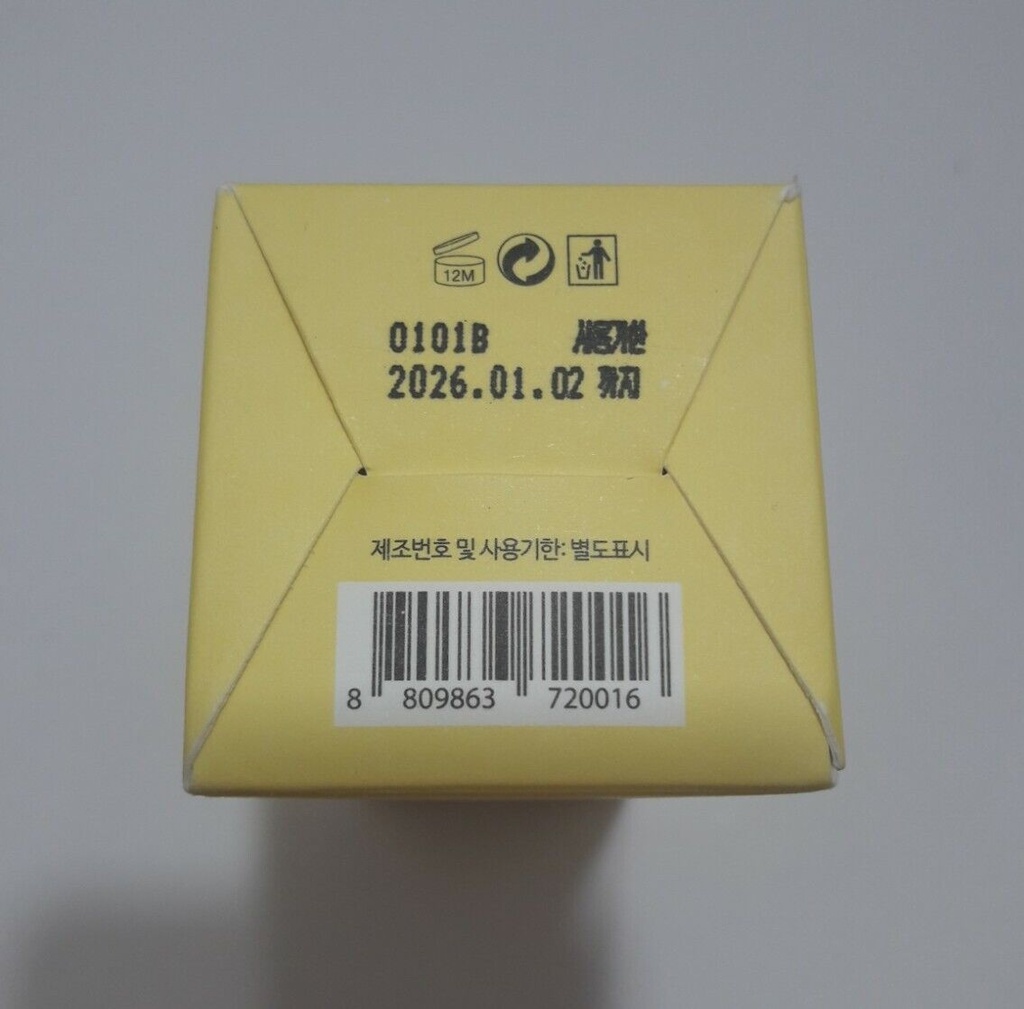 12M
0101B 사용기한
2026.01.02 까지
제조번호 및 사용기한: 별도표시
8 809863 720016